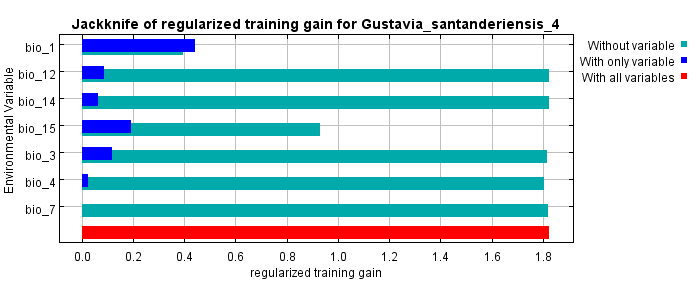 Jackknife of regularized training gain for Gustavia_santanderiensis_4
Environmental Variable
bio_1
bio_12
bio_14
bio_15
bio_3
bio_4
bio_7
0.0 0.2 0.4 0.6 0.8 1.0 1.2 1.4 1.6 1.8
regularized training gain
Without variable
With only variable
With all variables